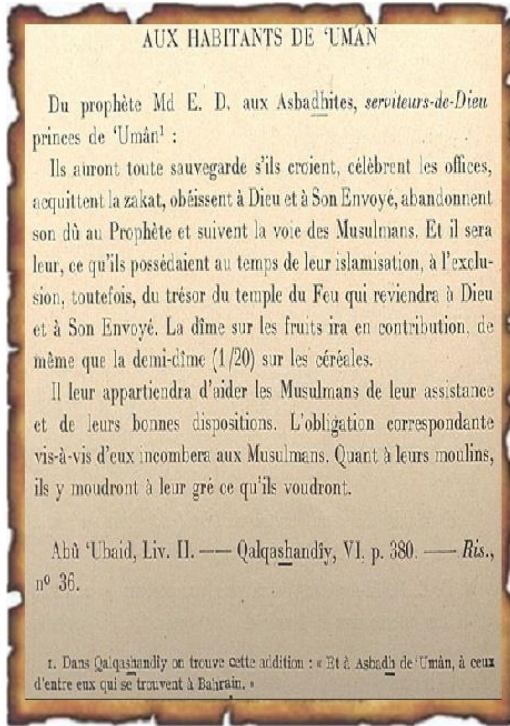 AUX HABITANTS DE ‘UMÂN
Du prophète Md E. D. aux Asbadhites, serviteurs-de-Dieu
princes de ‘Umân¹ :
Ils auront toute sauvegarde s'ils croient, célèbrent les offices,
acquittent la zakat, obéissent à Dieu et à Son Envoyé, abandonnent
son dû au Prophète et suivent la voie des Musulmans. Et il sera
leur, ce qu'ils possédaient au temps de leur islamisation, à l'exclu-
sion, toutefois, du trésor du temple du Feu qui reviendra à Dieu
et à Son Envoyé. La dîme sur les fruits ira en contribution, de
même que la demi-dîme (1/20) sur les céréales.
Il leur appartiendra d'aider les Musulmans de leur assistance
et de leurs bonnes dispositions. L'obligation correspondante
vis-à-vis d'eux incombera aux Musulmans. Quant à leurs moulins,
ils y moudront à leur gré ce qu'ils voudront.
Abû ‘Ubaid, Liv. II. —— Qalqashandîy, VI, p. 380. —— Ris.,
nº 36.
1. Dans Qalqashandîy on trouve cette addition : « Et à Asbadh de ‘Umân, à ceux
d'entre eux qui se trouvent à Bahrain. »